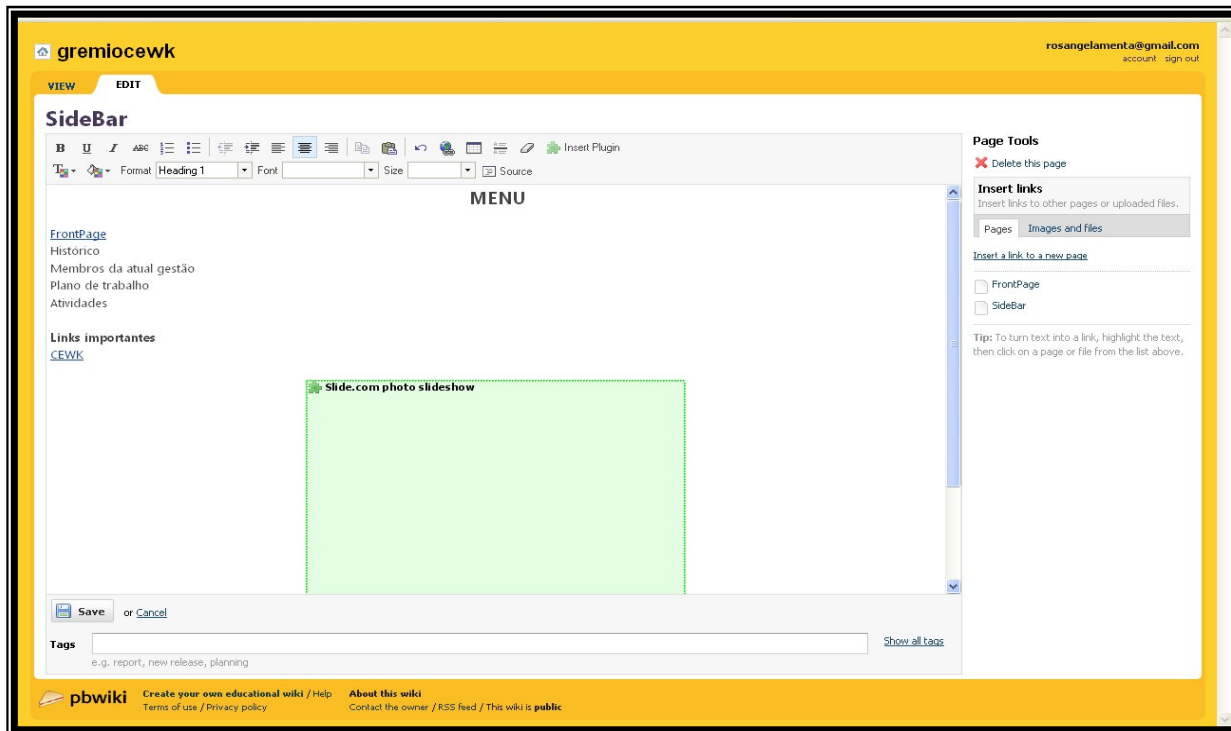 gremiocewk
rosangelamenta@gmail.com
account sign out
VIEW EDIT
SideBar
B U I ABC Insert Plugin
Format Heading 1 Font Size Source
MENU
FrontPage
Histórico
Membros da atual gestão
Plano de trabalho
Atividades
Links importantes
CEWK
Slide.com photo slideshow
Save or Cancel
Tags Show all tags
e.g. report, new release, planning
Page Tools
Delete this page
Insert links
Insert links to other pages or uploaded files.
Pages Images and files
Insert a link to a new page
FrontPage
SideBar
Tip: To turn text into a link, highlight the text,
then click on a page or file from the list above.
pbwiki
Create your own educational wiki / Help
Terms of use / Privacy policy
About this wiki
Contact the owner / RSS feed / This wiki is public